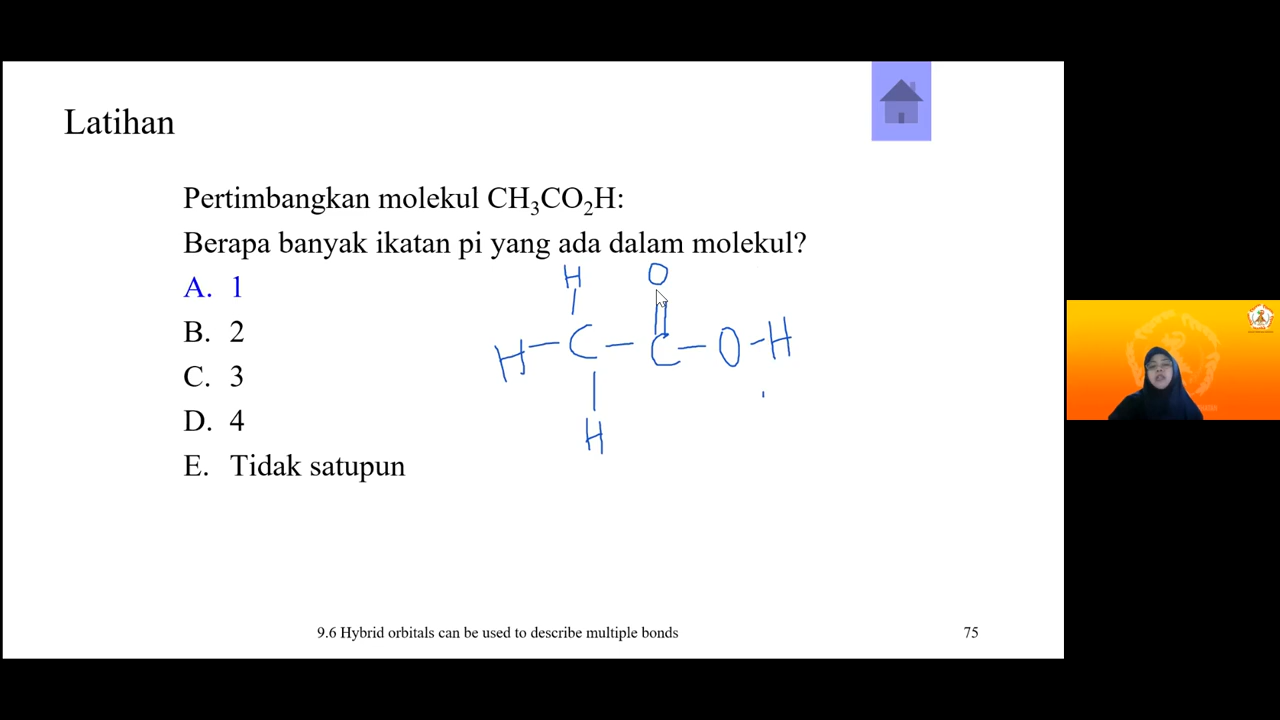 Latihan
Pertimbangkan molekul CH₃CO₂H:
Berapa banyak ikatan pi yang ada dalam molekul?
A. 1
B. 2
C. 3
D. 4
E. Tidak satupun
H O
H – C – C – O – H
H
9.6 Hybrid orbitals can be used to describe multiple bonds 75